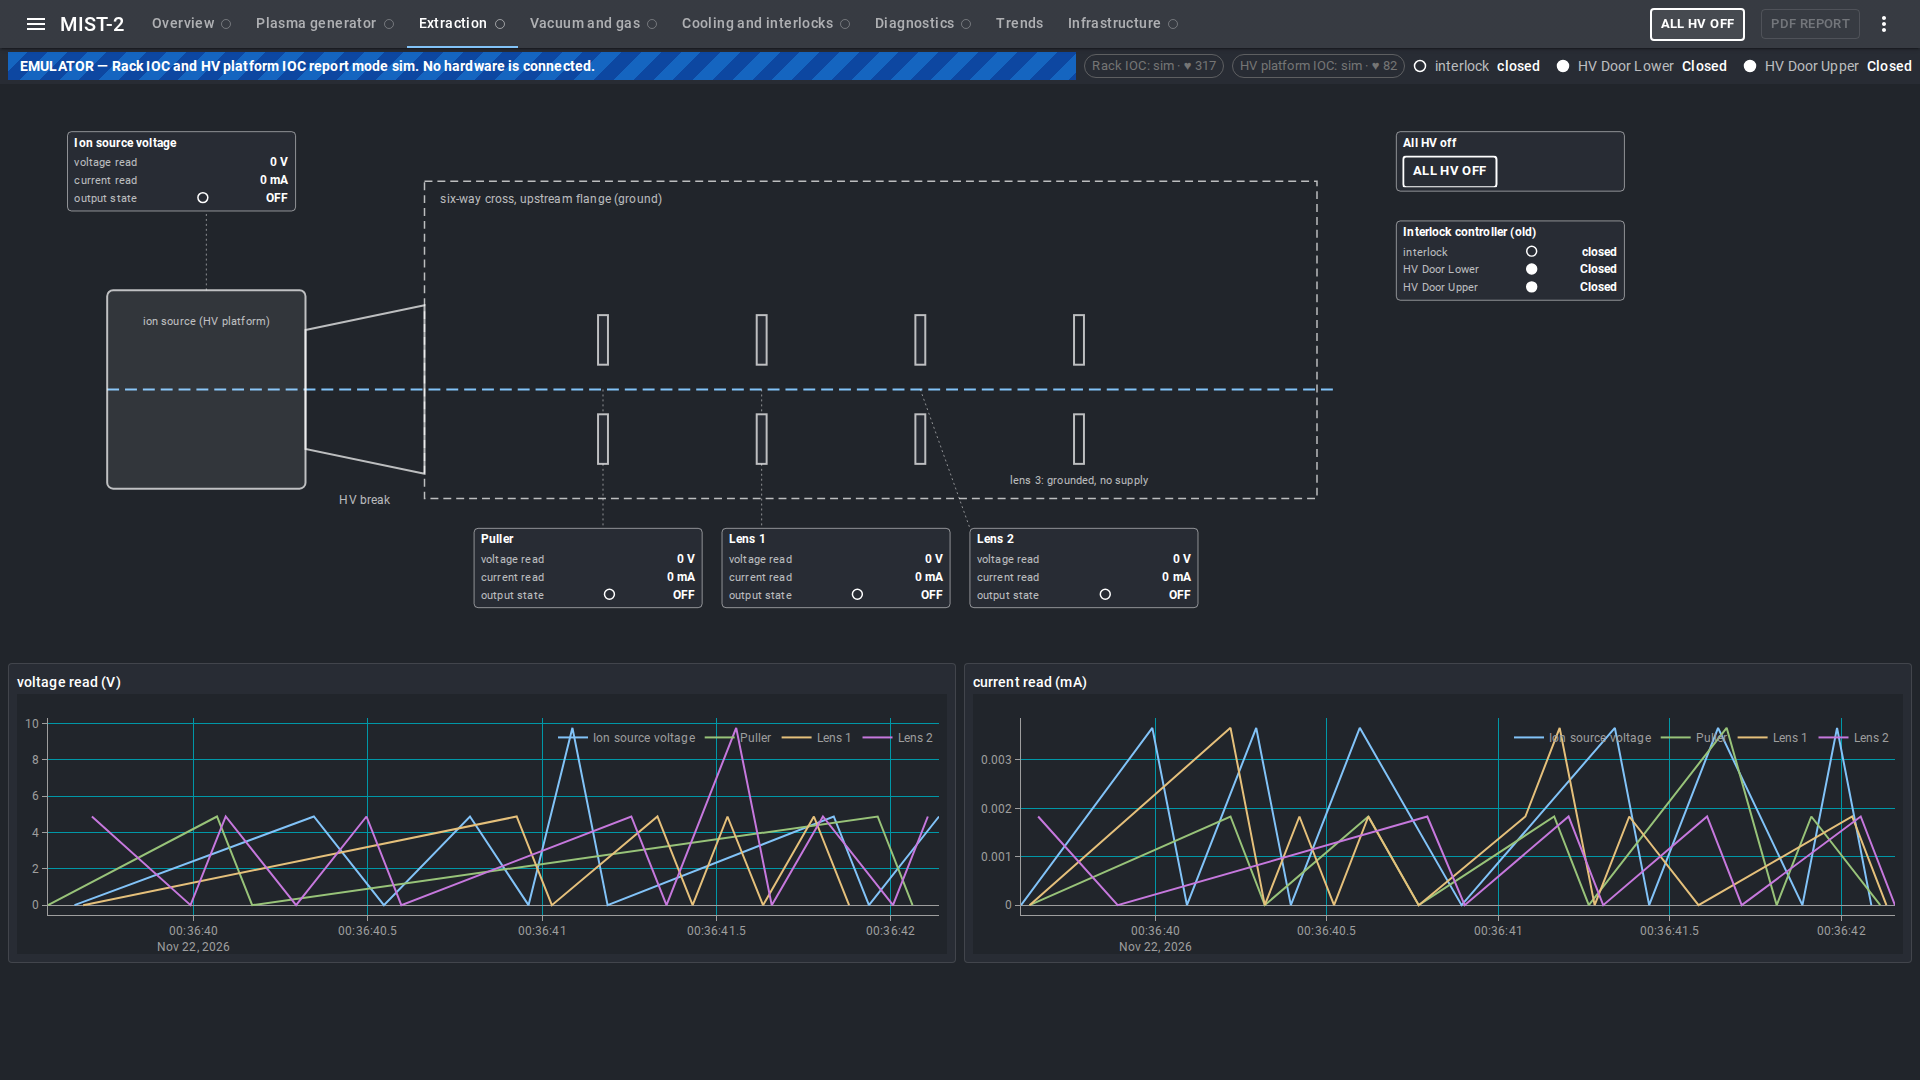 MIST-2 Overview Plasma generator Extraction Vacuum and gas Cooling and interlocks Diagnostics Trends Infrastructure ALL HV OFF PDF REPORT
EMULATOR — Rack IOC and HV platform IOC report mode sim. No hardware is connected. Rack IOC: sim · ♥ 317 HV platform IOC: sim · ♥ 82 interlock closed HV Door Lower Closed HV Door Upper Closed
Ion source voltage
voltage read 0 V
current read 0 mA
output state OFF
All HV off
ALL HV OFF
six-way cross, upstream flange (ground)
Interlock controller (old)
interlock closed
HV Door Lower Closed
HV Door Upper Closed
ion source (HV platform)
lens 3: grounded, no supply
HV break
Puller
voltage read 0 V
current read 0 mA
output state OFF
Lens 1
voltage read 0 V
current read 0 mA
output state OFF
Lens 2
voltage read 0 V
current read 0 mA
output state OFF
voltage read (V)
Ion source voltage Puller Lens 1 Lens 2
10
8
6
4
2
0
00:36:40 00:36:40.5 00:36:41 00:36:41.5 00:36:42
Nov 22, 2026
current read (mA)
Ion source voltage Puller Lens 1 Lens 2
0.003
0.002
0.001
0
00:36:40 00:36:40.5 00:36:41 00:36:41.5 00:36:42
Nov 22, 2026